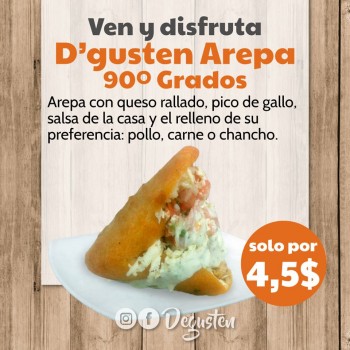 Ven y disfruta
D'gusten Arepa
90º Grados
Arepa con queso rallado, pico de gallo,
salsa de la casa y el relleno de su
preferencia: pollo, carne o chancho.
solo por
4,5$
Degusten